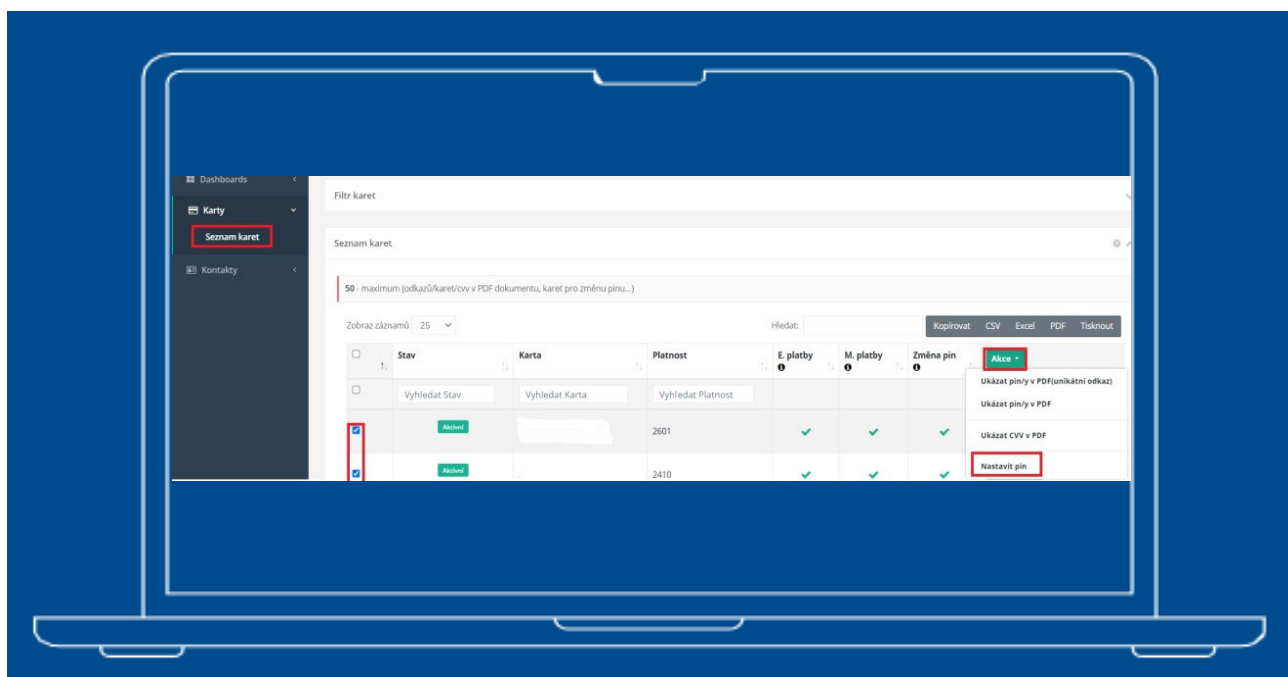 Dashboards
Karty
Seznam karet
Kontakty
Filtr karet
Seznam karet
50 - maximum (odkazů/karet/cvv v PDF dokumentu, karet pro změnu pinu...)
Zobraz záznamů 25
Hledat:
Kopírovat CSV Excel PDF Tisknout
Stav Karta Platnost E. platby M. platby Změna pin Akce
Vyhledat Stav Vyhledat Karta Vyhledat Platnost
Ukázat pin/y v PDF(unikátní odkaz)
Ukázat pin/y v PDF
Aktivní 2601
Ukázat CVV v PDF
Aktivní 2410
Nastavit pin